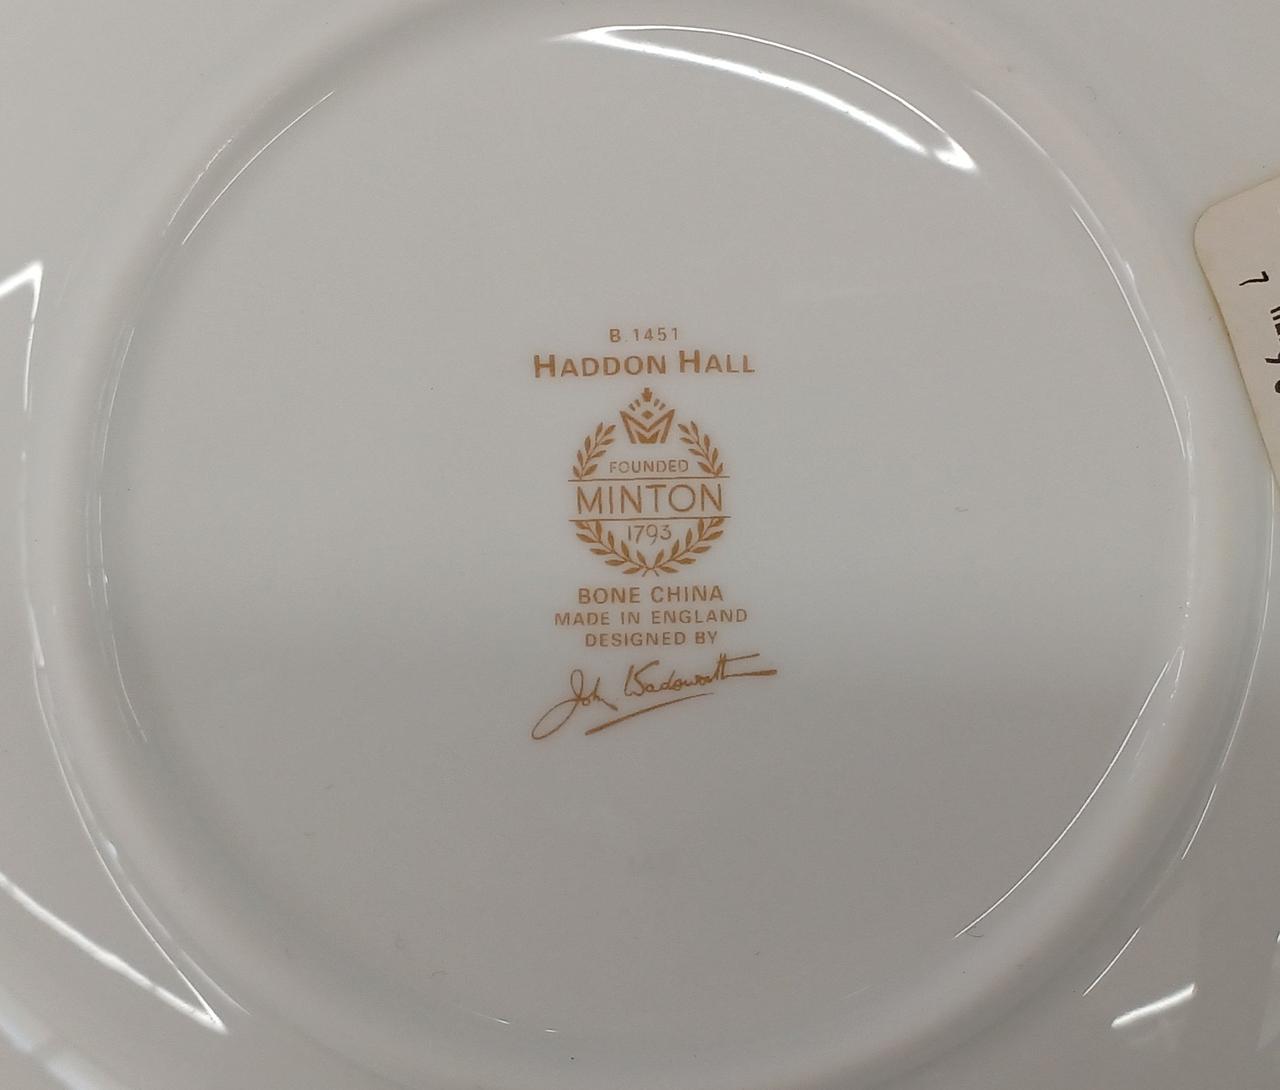 B.1451
HADDON HALL
FOUNDED
MINTON
1793
BONE CHINA
MADE IN ENGLAND
DESIGNED BY
John Wadsworth